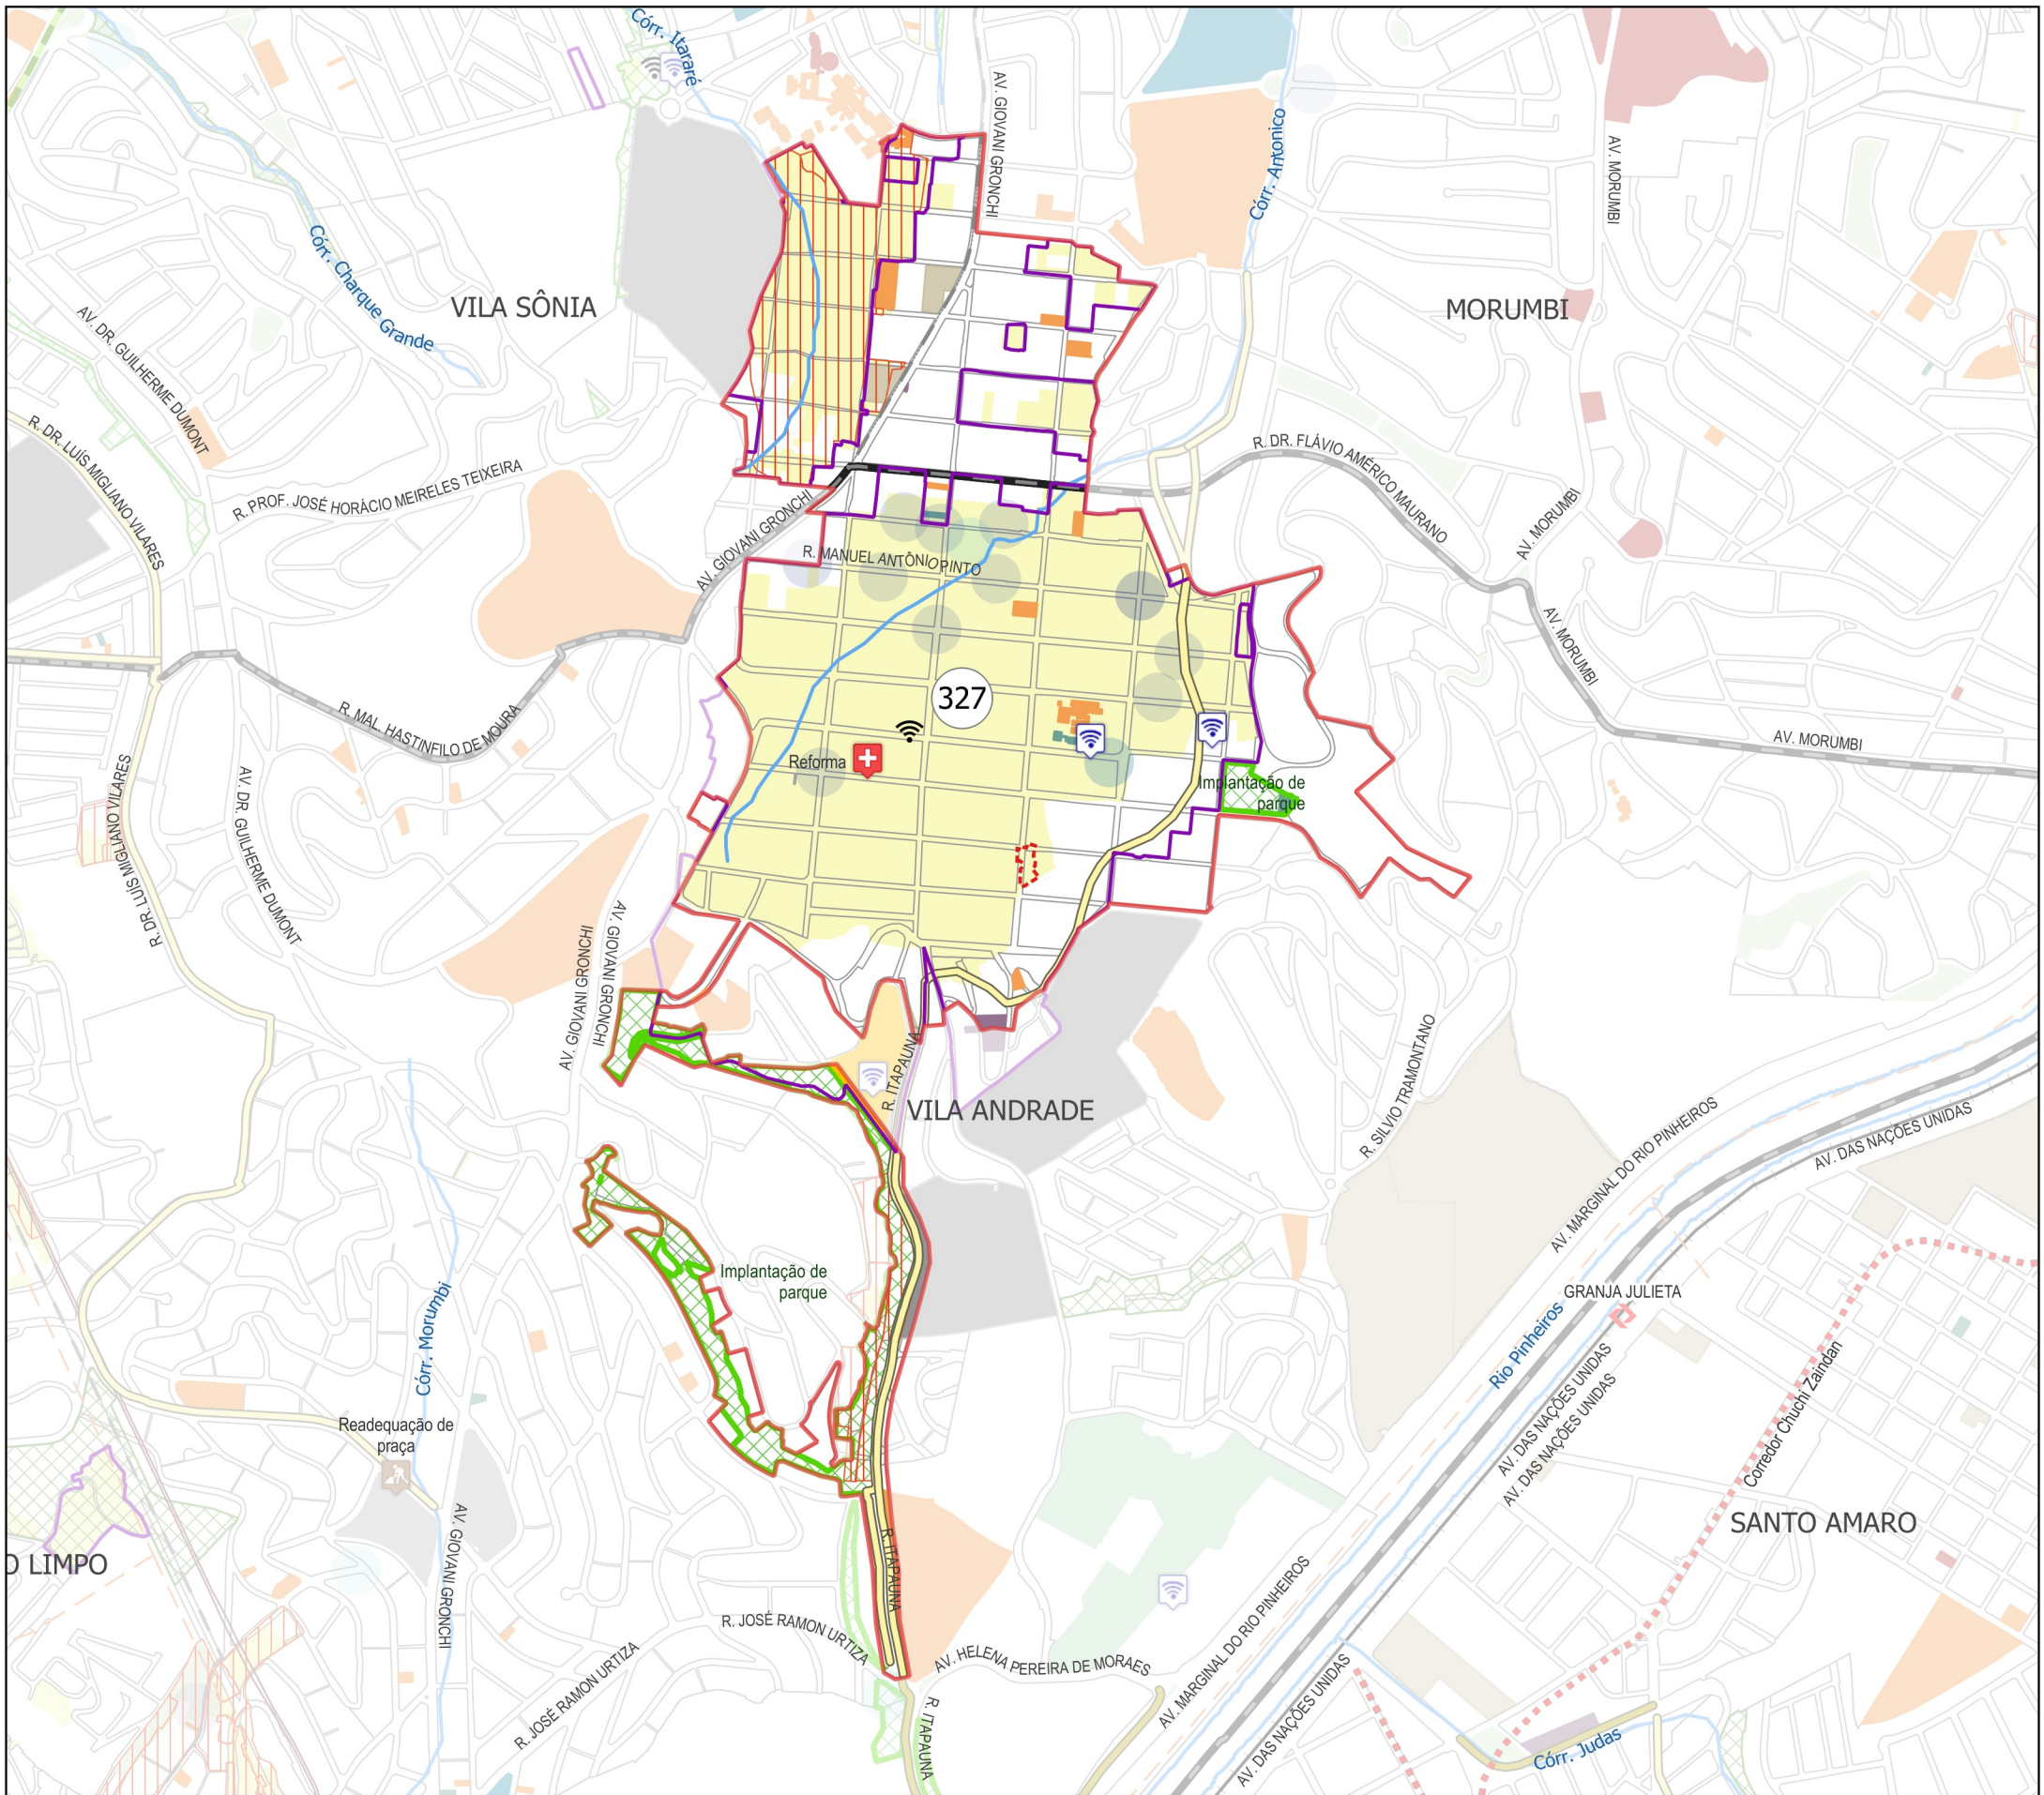 Córr. Itararé
AV. GIOVANI GRONCHI
Córr. Antonico
AV. MORUMBI
Córr. Charque Grande
VILA SÔNIA
MORUMBI
AV. DR. GUILHERME DUMONT
R. DR. LUÍS MIGLIANO VILARES
R. PROF. JOSÉ HORÁCIO MEIRELES TEIXEIRA
R. DR. FLÁVIO AMÉRICO MAURANO
AV. MORUMBI
AV. GIOVANI GRONCHI
R. MANUEL ANTÔNIO PINTO
AV. MORUMBI
327
R. MAL. HASTINFILO DE MOURA
AV. MORUMBI
Reforma
Implantação de
parque
R. DR. LUÍS MIGLIANO VILARES
AV. DR. GUILHERME DUMONT
AV. GIOVANI GRONCHI
AV. GIOVANI GRONCHI
R. ITAPAUNA
VILA ANDRADE
R. SILVIO TRAMONTANO
AV. MARGINAL DO RIO PINHEIROS
AV. DAS NAÇÕES UNIDAS
Implantação de
parque
GRANJA JULIETA
Rio Pinheiros
Córr. Morumbi
AV. DAS NAÇÕES UNIDAS
AV. DAS NAÇÕES UNIDAS
Corredor Chuchi Zaindan
Readequação de
praça
SANTO AMARO
O LIMPO
AV. GIOVANI GRONCHI
R. ITAPAUNA
R. JOSÉ RAMON URTIZA
R. JOSÉ RAMON URTIZA
AV. HELENA PEREIRA DE MORAES
AV. MARGINAL DO RIO PINHEIROS
AV. DAS NAÇÕES UNIDAS
R. ITAPAUNA
Córr. Judas